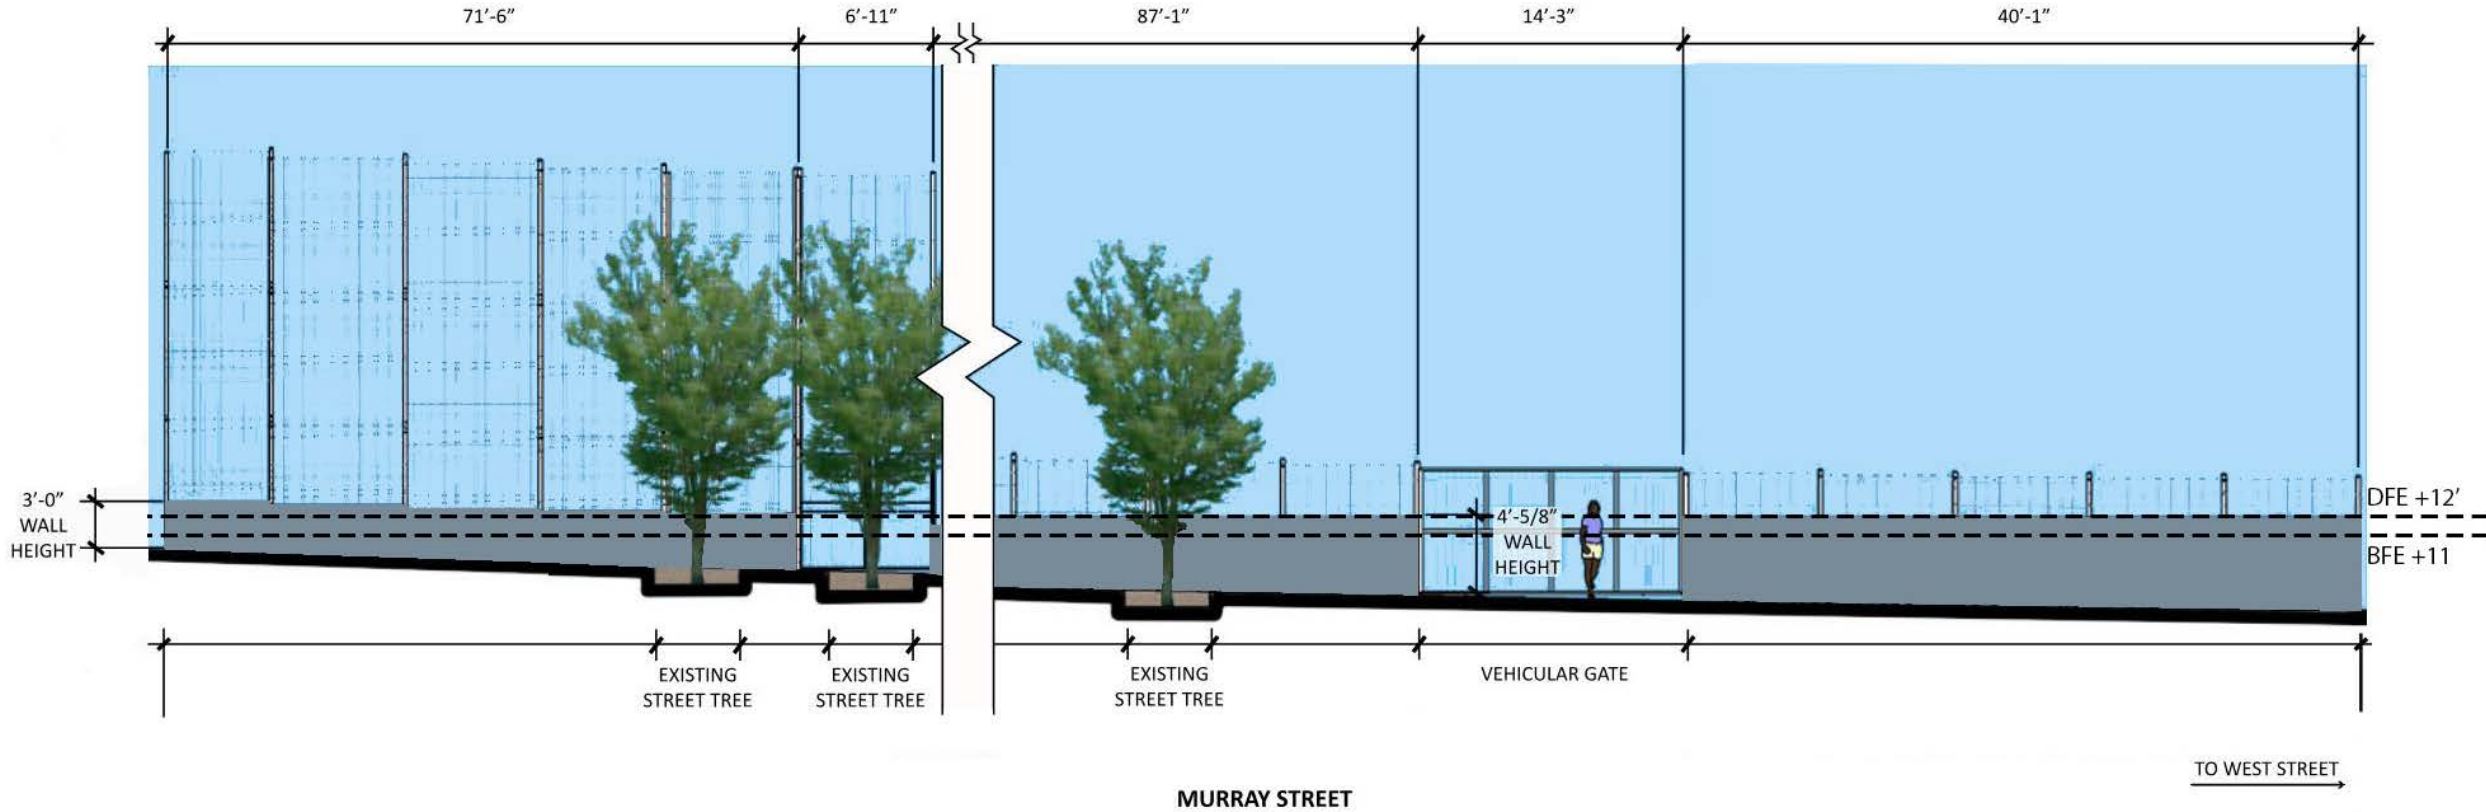 71’-6”
6’-11”
87’-1”
14’-3”
40’-1”
3’-0”
WALL
HEIGHT
4’-5/8”
WALL
HEIGHT
DFE +12’
BFE +11
EXISTING
STREET TREE
EXISTING
STREET TREE
EXISTING
STREET TREE
VEHICULAR GATE
TO WEST STREET
MURRAY STREET